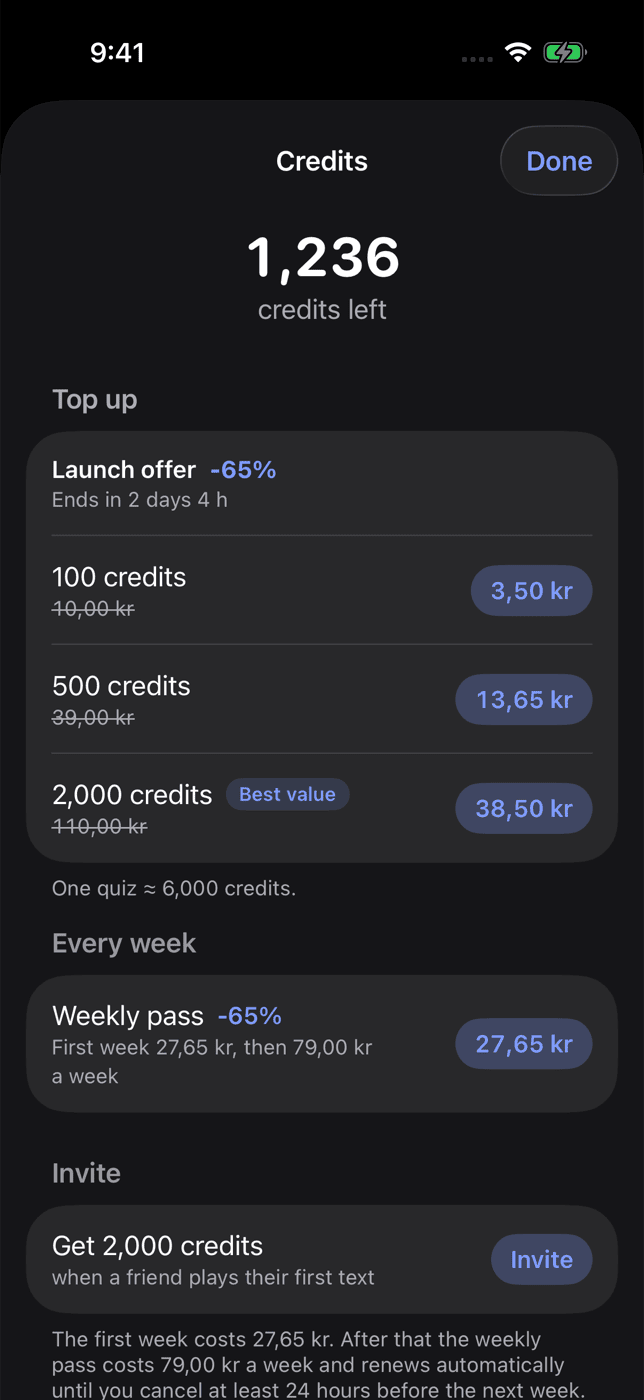 9:41
Credits
Done
1,236
credits left
Top up
Launch offer -65%
Ends in 2 days 4 h
100 credits
10,00 kr
3,50 kr
500 credits
39,00 kr
13,65 kr
2,000 credits Best value
110,00 kr
38,50 kr
One quiz ≈ 6,000 credits.
Every week
Weekly pass -65%
First week 27,65 kr, then 79,00 kr
a week
27,65 kr
Invite
Get 2,000 credits
when a friend plays their first text
Invite
The first week costs 27,65 kr. After that the weekly
pass costs 79,00 kr a week and renews automatically
until you cancel at least 24 hours before the next week.